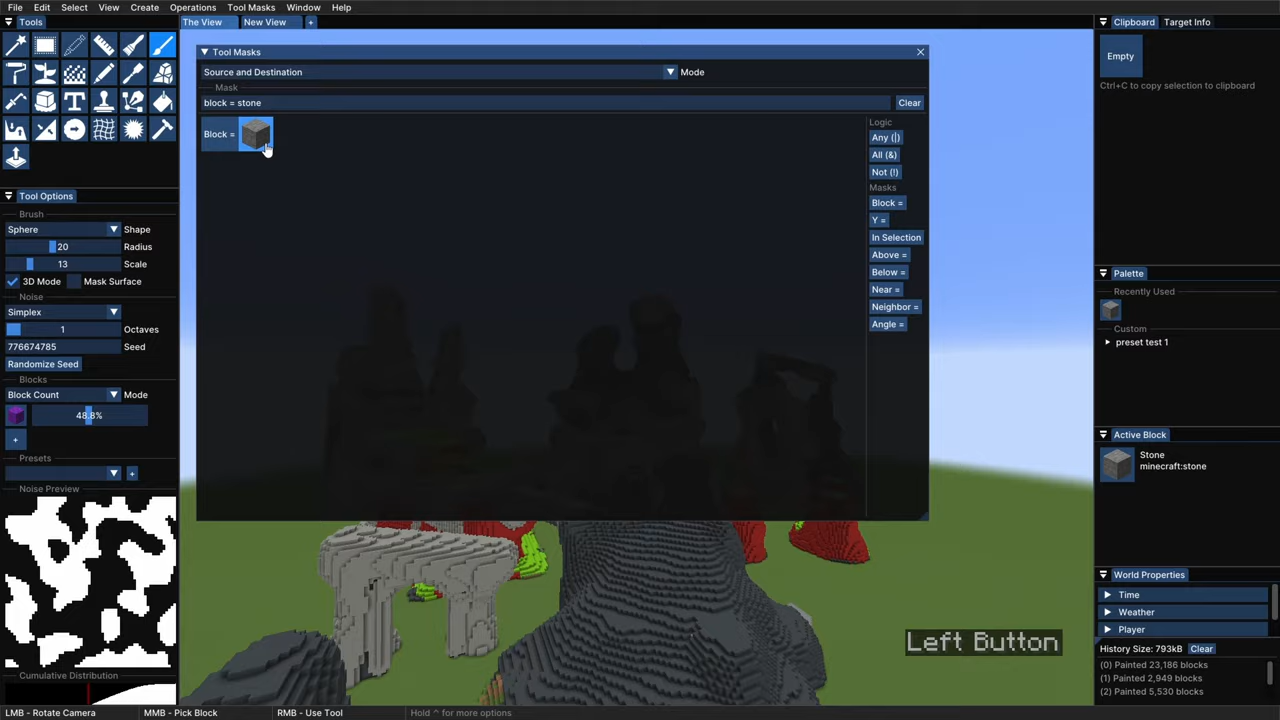 File Edit Select View Create Operations Tool Masks Window Help
Tools
The View New View +
Clipboard Target Info
Empty
Ctrl+C to copy selection to clipboard
Tool Masks
Source and Destination Mode
Mask
block = stone Clear
Block =
Logic
Any (|)
All (&)
Not (!)
Masks
Block =
Y =
In Selection
Above =
Below =
Near =
Neighbor =
Angle =
Tool Options
Brush
Sphere Shape
20 Radius
13 Scale
3D Mode Mask Surface
Noise
Simplex
1 Octaves
776674785 Seed
Randomize Seed
Blocks
Block Count Mode
48.8%
+
Presets
+
Noise Preview
Cumulative Distribution
Palette
Recently Used
Custom
preset test 1
Active Block
Stone
minecraft:stone
World Properties
Time
Weather
Player
History Size: 793kB Clear
(0) Painted 23,186 blocks
(1) Painted 2,949 blocks
(2) Painted 5,530 blocks
Left Button
LMB - Rotate Camera MMB - Pick Block RMB - Use Tool Hold ^ for more options